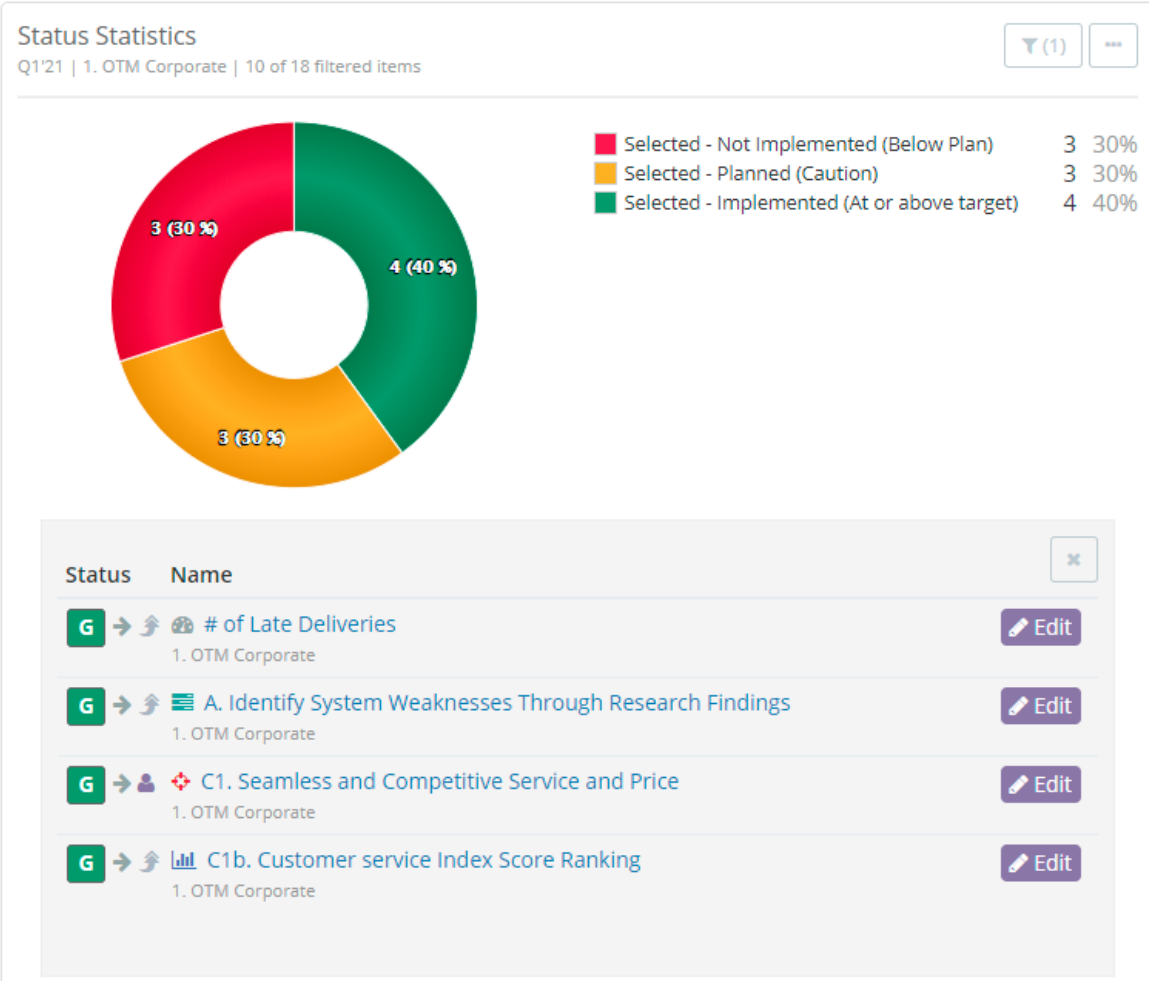 Status Statistics
Q1'21 | 1. OTM Corporate | 10 of 18 filtered items
(1)
Selected - Not Implemented (Below Plan) 3 30%
Selected - Planned (Caution) 3 30%
Selected - Implemented (At or above target) 4 40%
3 (30 %)
4 (40 %)
3 (30 %)
Status Name
G # of Late Deliveries Edit
1. OTM Corporate
G A. Identify System Weaknesses Through Research Findings Edit
1. OTM Corporate
G C1. Seamless and Competitive Service and Price Edit
1. OTM Corporate
G C1b. Customer service Index Score Ranking Edit
1. OTM Corporate